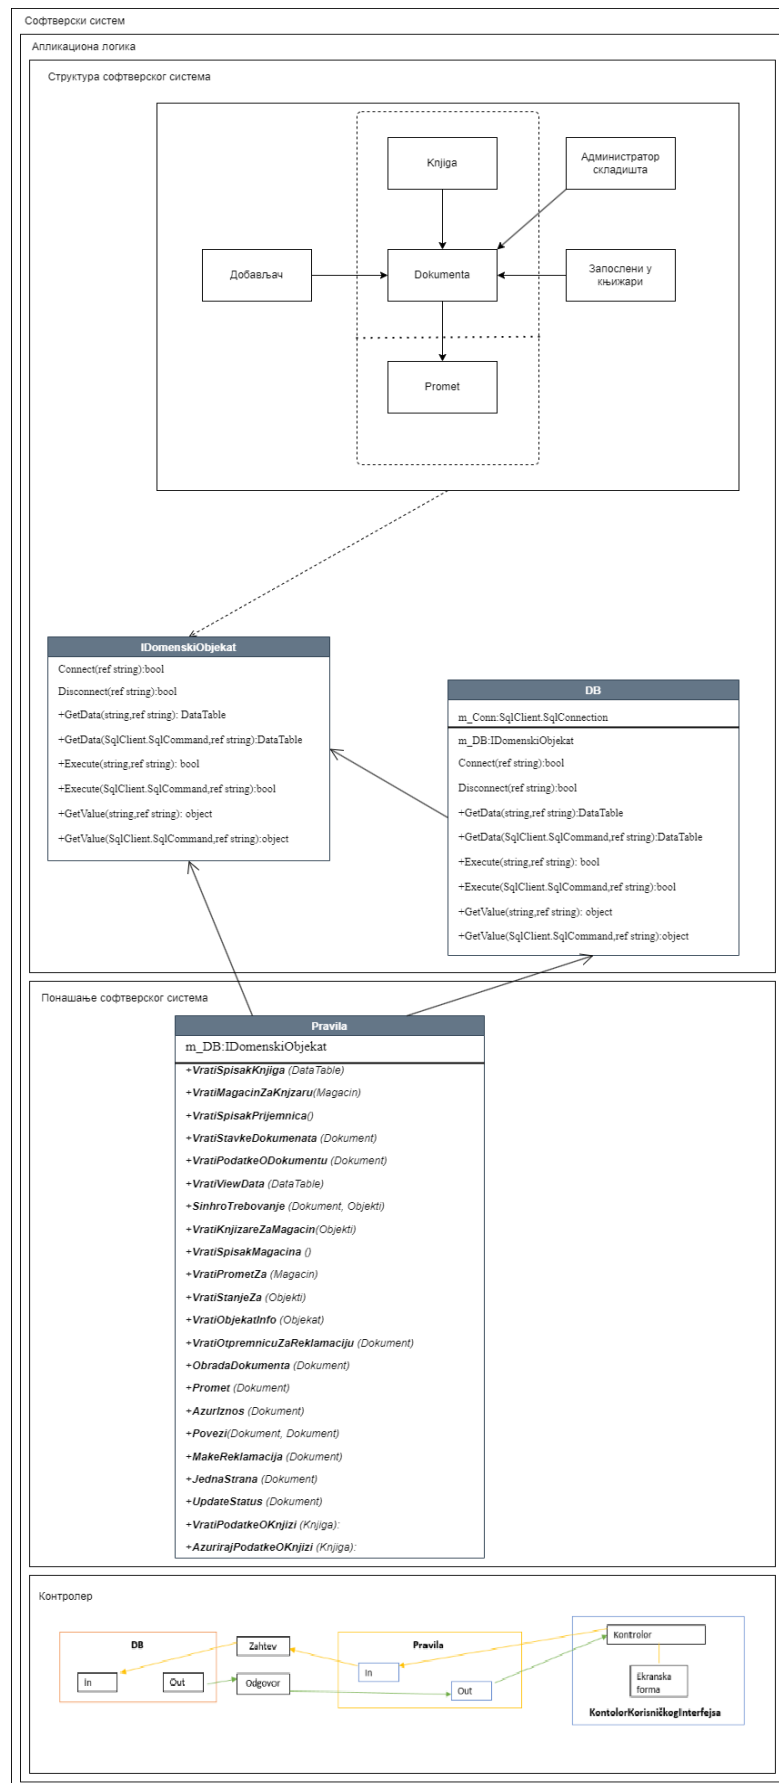 Софтверски систем
Апликациона логика
Структура софтверског система
Knjiga
Администратор
складишта
Добављач
Dokumenta
Запослени у
књижари
Promet
IDomenskiObjekat
Connect(ref string):bool
Disconnect(ref string):bool
+GetData(string,ref string): DataTable
+GetData(SqlClient.SqlCommand,ref string):DataTable
+Execute(string,ref string): bool
+Execute(SqlClient.SqlCommand,ref string):bool
+GetValue(string,ref string): object
+GetValue(SqlClient.SqlCommand,ref string):object
DB
m_Conn:SqlClient.SqlConnection
m_DB:IDomenskiObjekat
Connect(ref string):bool
Disconnect(ref string):bool
+GetData(string,ref string):DataTable
+GetData(SqlClient.SqlCommand,ref string):DataTable
+Execute(string,ref string): bool
+Execute(SqlClient.SqlCommand,ref string):bool
+GetValue(string,ref string): object
+GetValue(SqlClient.SqlCommand,ref string):object
Понашање софтверског система
Pravila
m_DB:IDomenskiObjekat
+VratiSpisakKnjiga (DataTable)
+VratiMagacinZaKnjzaru(Magacin)
+VratiSpisakPrijemnica()
+VratiStavkeDokumenata (Dokument)
+VratiPodatkeODokumentu (Dokument)
+VratiViewData (DataTable)
+SinhroTrebovanje (Dokument, Objekti)
+VratiKnjizareZaMagacin(Objekti)
+VratiSpisakMagacina ()
+VratiPrometZa (Magacin)
+VratiStanjeZa (Objekti)
+VratiObjekatInfo (Objekat)
+VratiOtpremnicuZaReklamaciju (Dokument)
+ObradaDokumenta (Dokument)
+Promet (Dokument)
+AzurIznos (Dokument)
+Povezi(Dokument, Dokument)
+MakeReklamacija (Dokument)
+JednaStrana (Dokument)
+UpdateStatus (Dokument)
+VratiPodatkeOKnjizi (Knjiga):
+AzurirajPodatkeOKnjizi (Knjiga):
Контролер
DB
In
Out
Zahtev
Odgovor
Pravila
In
Out
Kontrolor
Ekranska
forma
KontolorKorisničkogInterfejsa